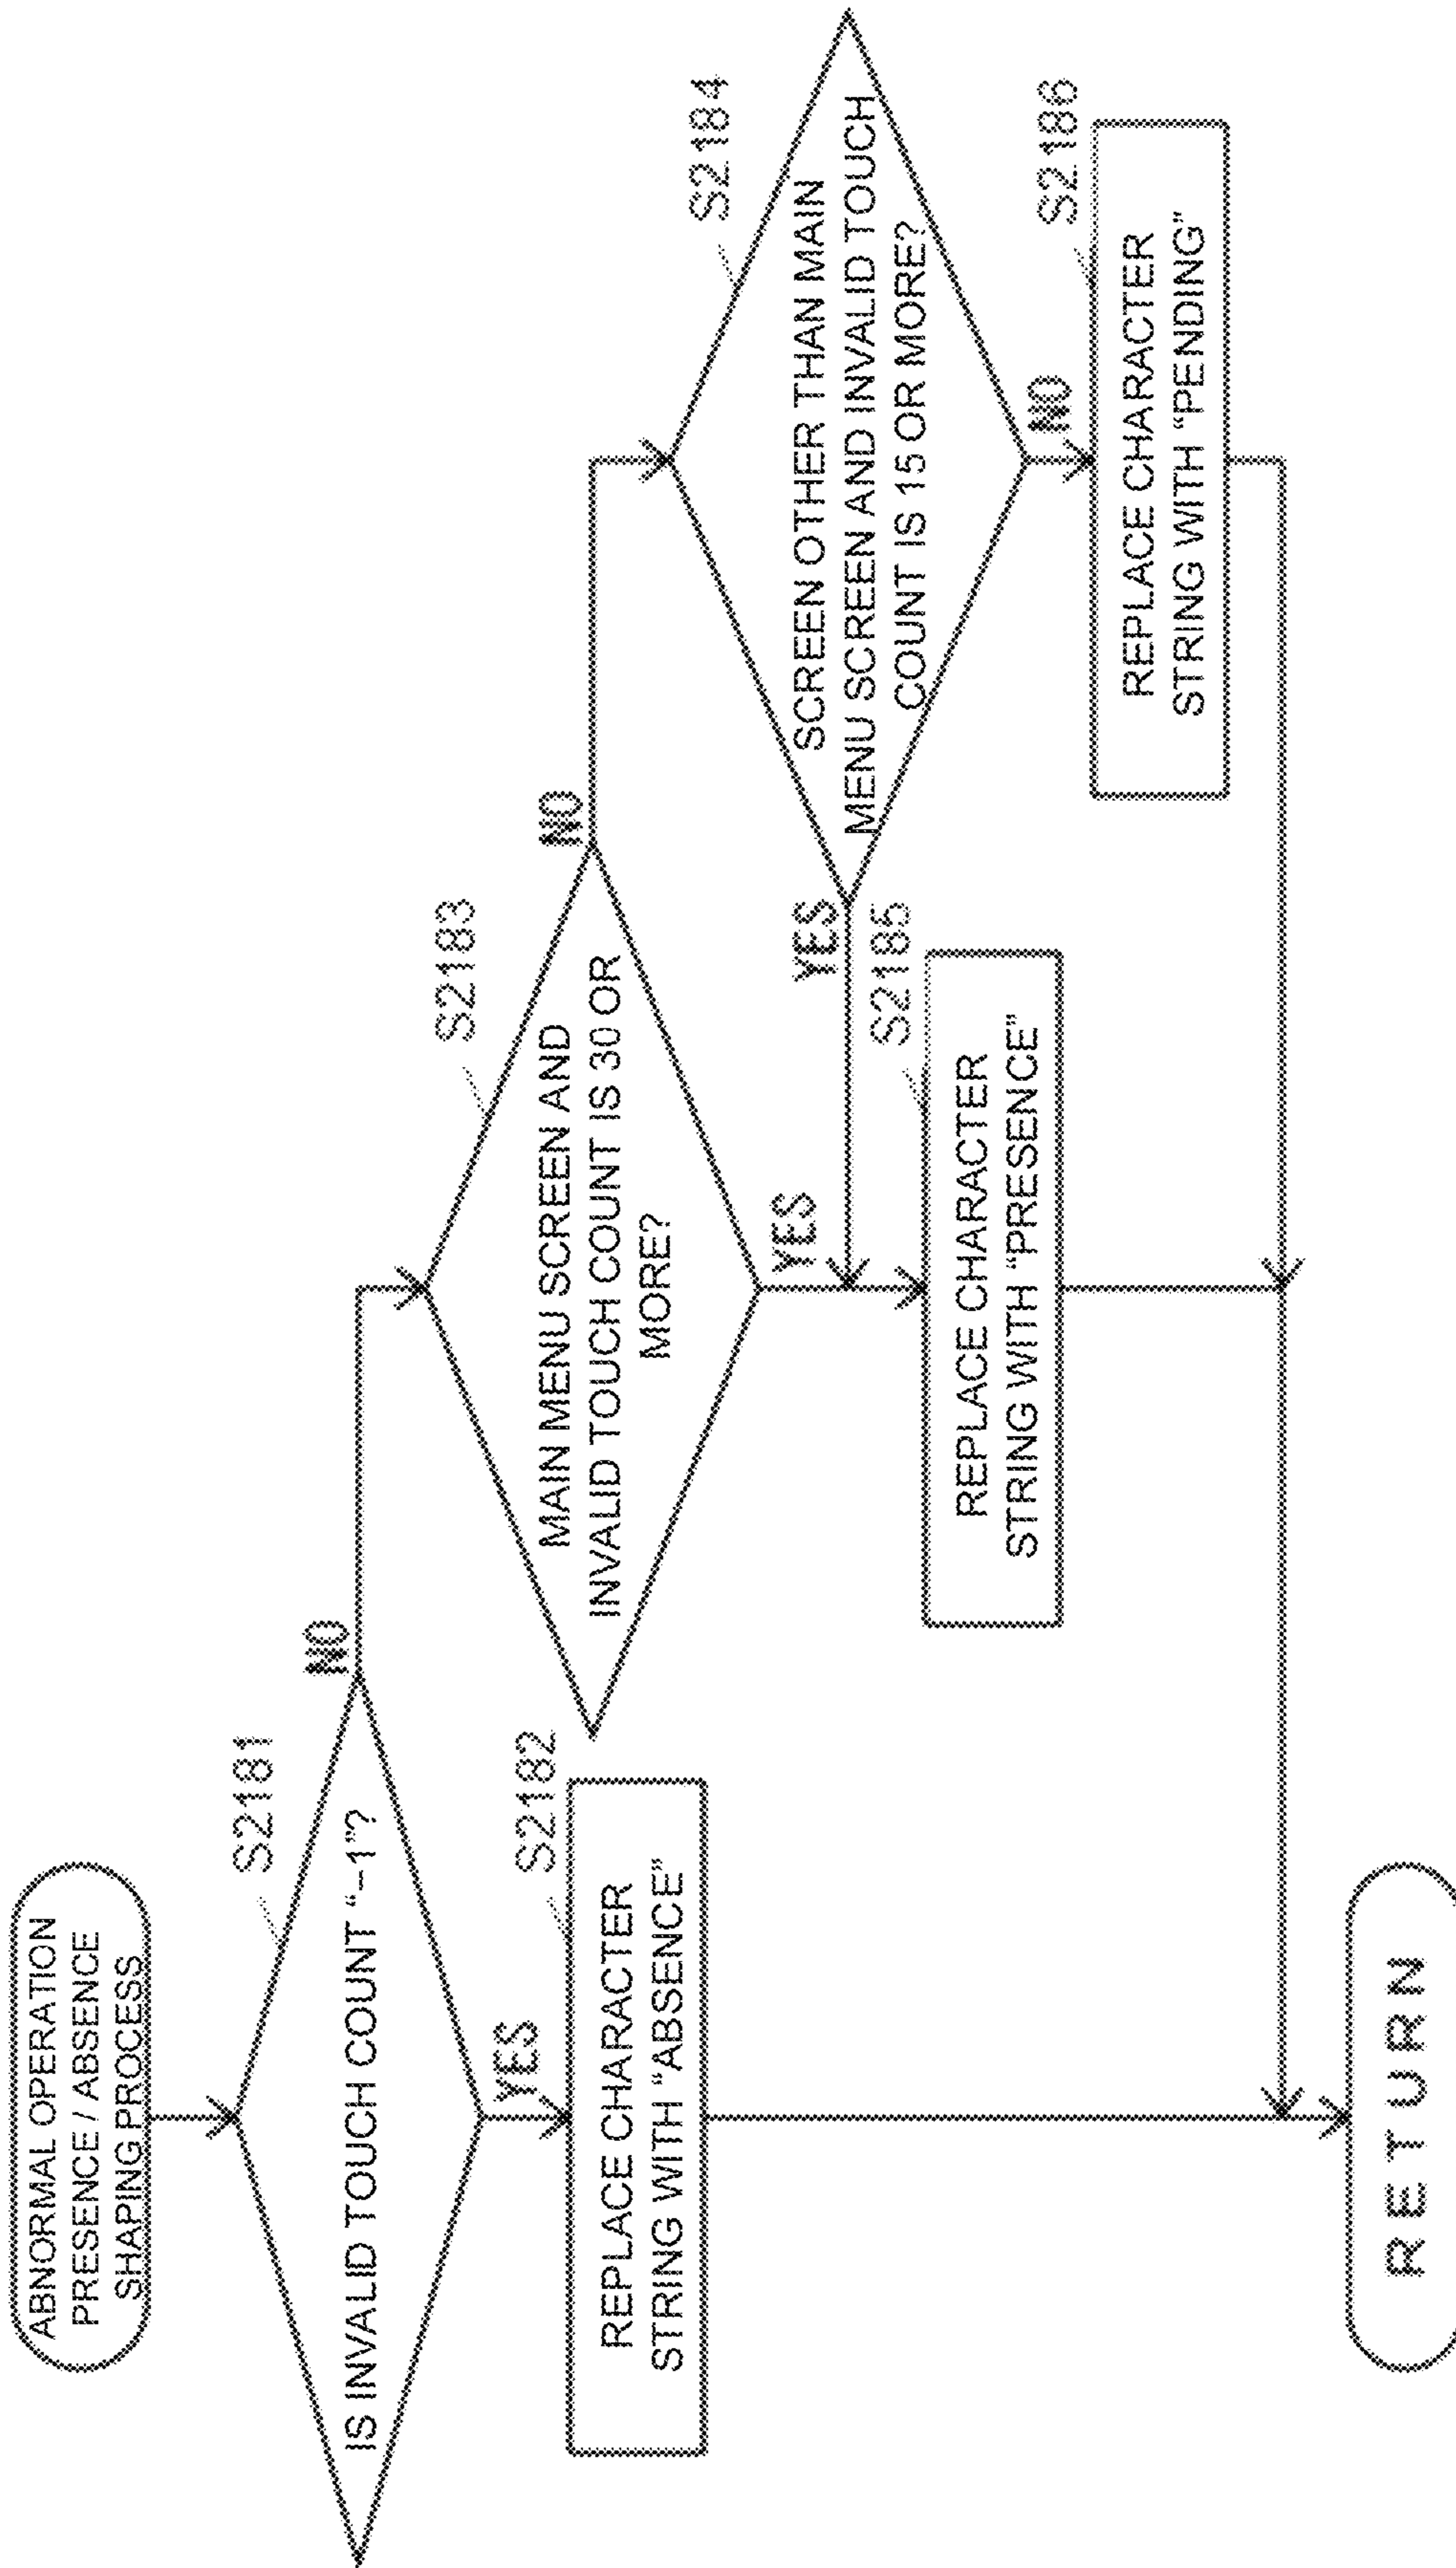 ABNORMAL OPERATION
PRESENCE / ABSENCE
SHAPING PROCESS
S2181
IS INVALID TOUCH COUNT “−1”?
NO
YES
S2182
REPLACE CHARACTER
STRING WITH “ABSENCE”
S2183
MAIN MENU SCREEN AND
INVALID TOUCH COUNT IS 30 OR
MORE?
NO
YES
S2184
SCREEN OTHER THAN MAIN
MENU SCREEN AND INVALID TOUCH
COUNT IS 15 OR MORE?
YES
NO
S2185
REPLACE CHARACTER
STRING WITH “PRESENCE”
S2186
REPLACE CHARACTER
STRING WITH “PENDING”
RETURN